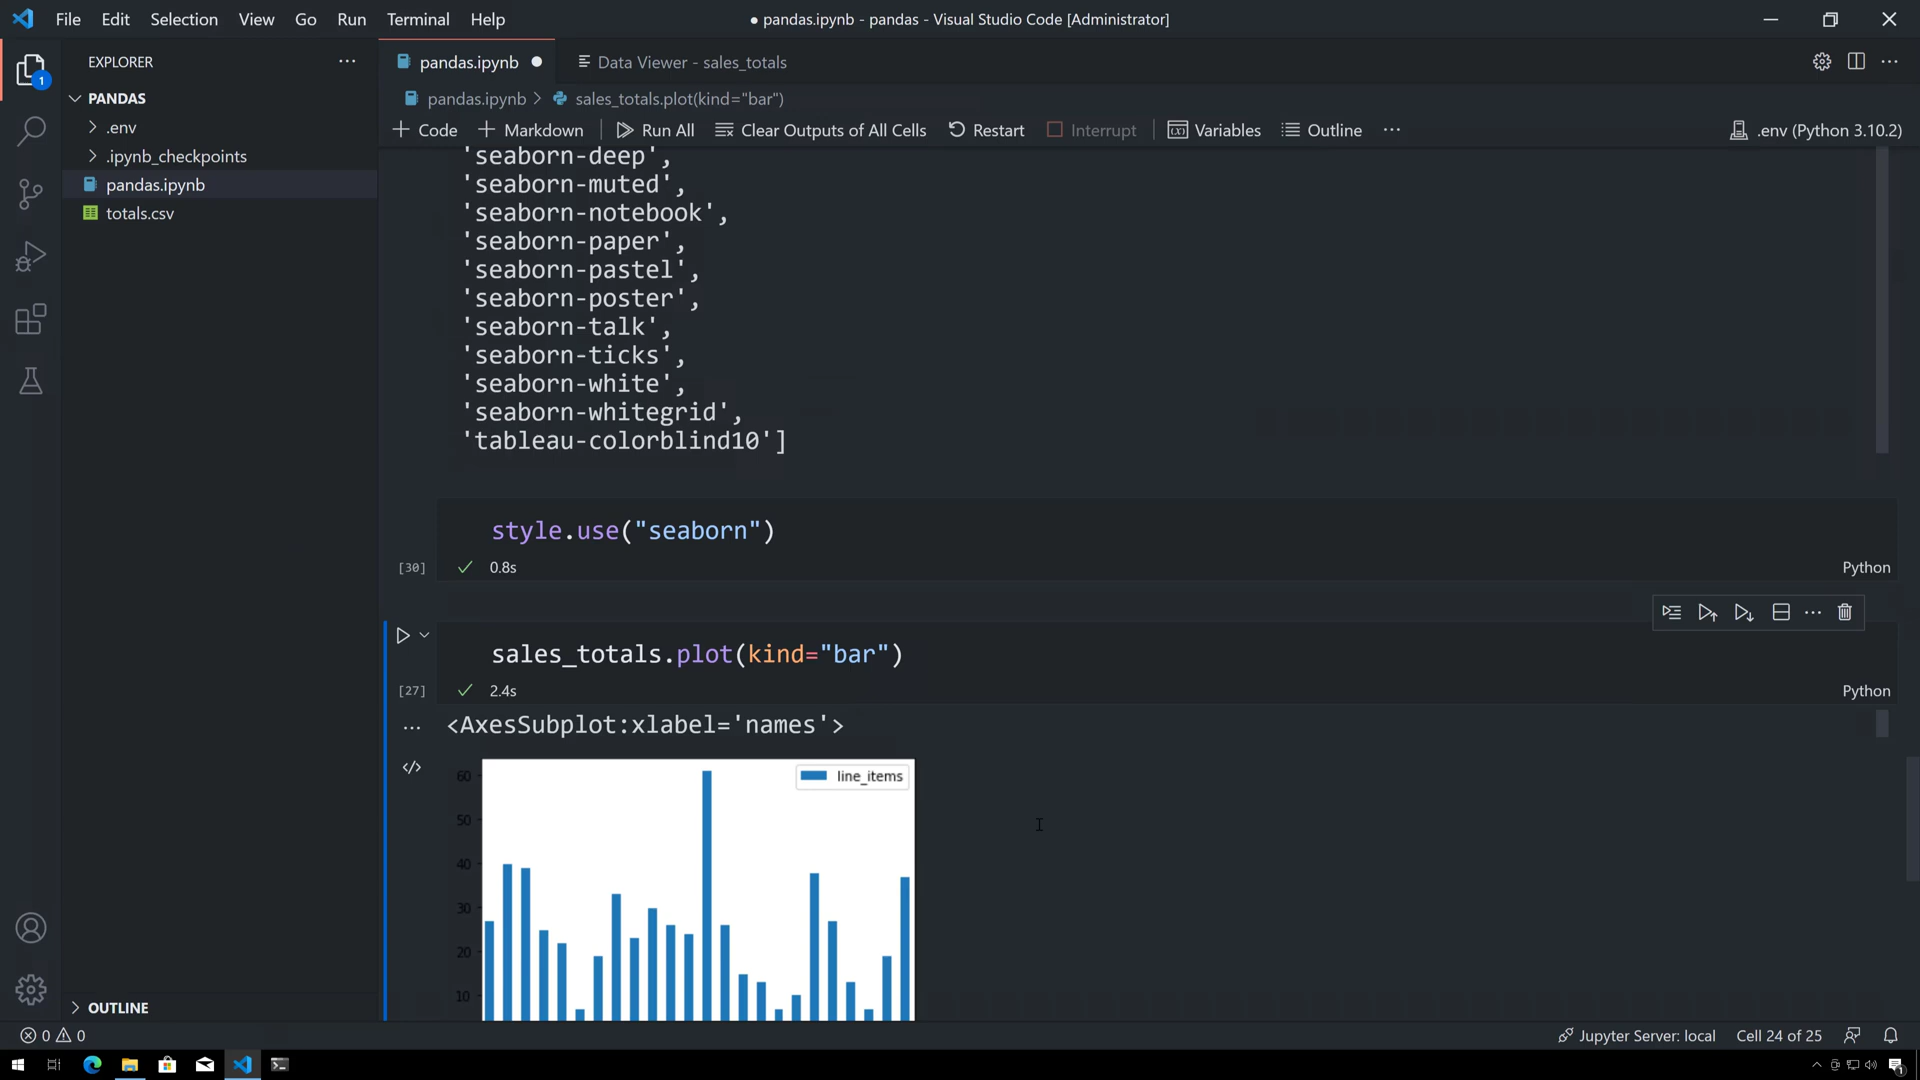 File Edit Selection View Go Run Terminal Help
● pandas.ipynb - pandas - Visual Studio Code [Administrator]
EXPLORER
pandas.ipynb ●
Data Viewer - sales_totals
PANDAS
pandas.ipynb > sales_totals.plot(kind="bar")
.env
+ Code + Markdown Run All Clear Outputs of All Cells Restart Interrupt Variables Outline ...
.env (Python 3.10.2)
.ipynb_checkpoints
pandas.ipynb
totals.csv
1
'seaborn-deep',
'seaborn-muted',
'seaborn-notebook',
'seaborn-paper',
'seaborn-pastel',
'seaborn-poster',
'seaborn-talk',
'seaborn-ticks',
'seaborn-white',
'seaborn-whitegrid',
'tableau-colorblind10']
style.use("seaborn")
[30] 0.8s Python
sales_totals.plot(kind="bar")
[27] 2.4s Python
<AxesSubplot:xlabel='names'>
line_items
60
50
40
30
20
10
OUTLINE
0 0
Jupyter Server: local Cell 24 of 25
1